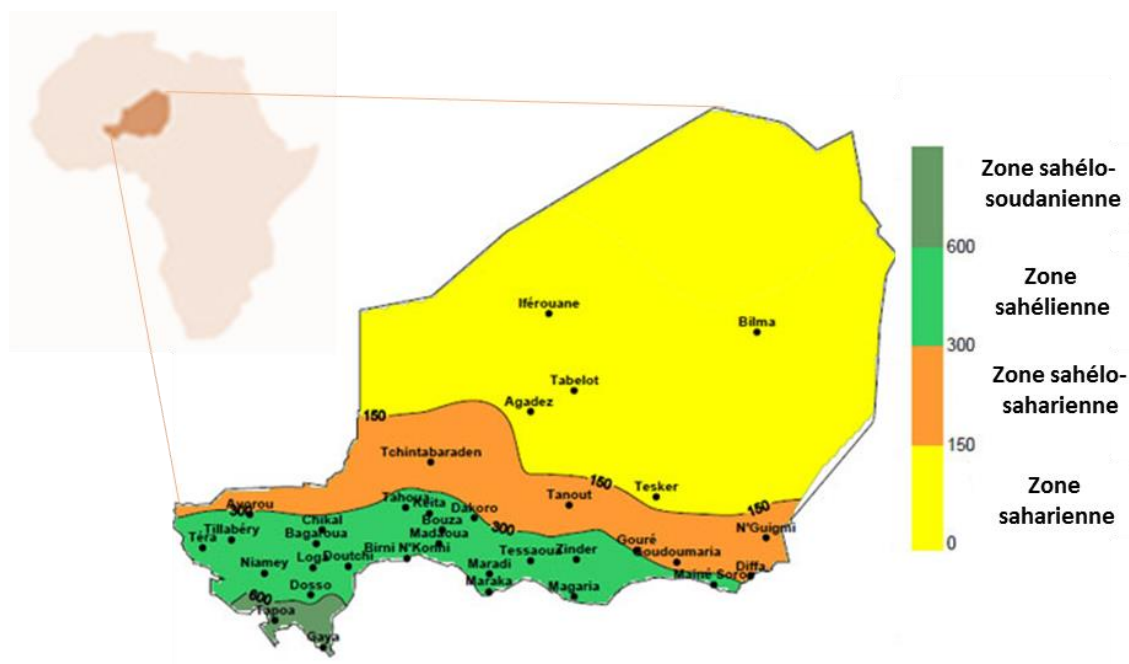 Zone sahélo-
soudanienne
600
Zone
sahélienne
300
Zone sahélo-
saharienne
150
Zone
saharienne
0
Iférouane
Bilma
Tabelot
Agadez
150
Tchintabaraden
150
Tesker
Tanout
150
N'Guigmi
Ayorou
300
Tahoua
Keita
Dakoro
Chikal
Bouza
300
Tillabéry
Bagaroua
Madaoua
Téra
Gouré
Birni N'Konni
Tessaoua
Zinder
Goudoumaria
Loga
Doutchi
Niamey
Maradi
Diffa
Mainé Soroa
Maraka
Magaria
Dosso
600
Tapoa
Gaya